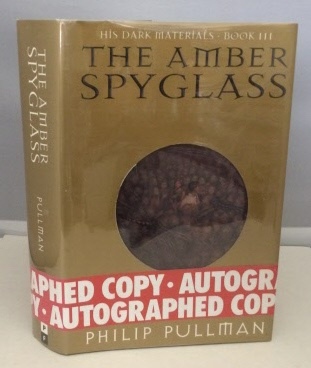 HIS DARK MATERIALS · BOOK III
THE AMBER
SPYGLASS
THE AMBER
SPYGLASS
PULLMAN
APHED COPY · AUTOGRA
Y · AUTOGRAPHED COP
PHILIP PULLMAN